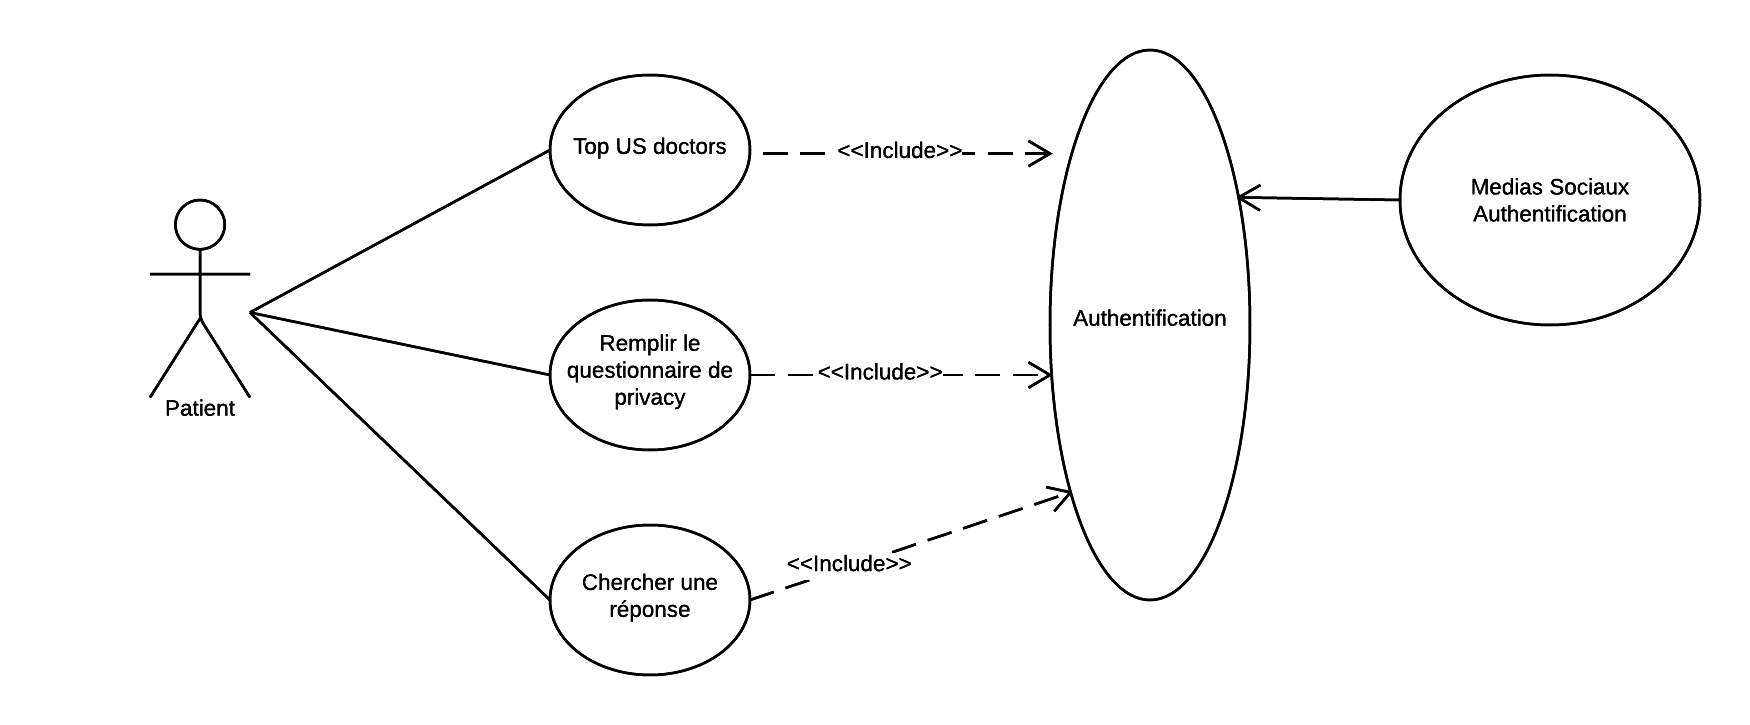 Top US doctors
<<Include>>
Medias Sociaux
Authentification
Authentification
Remplir le
questionnaire de
privacy
<<Include>>
Patient
<<Include>>
Chercher une
réponse